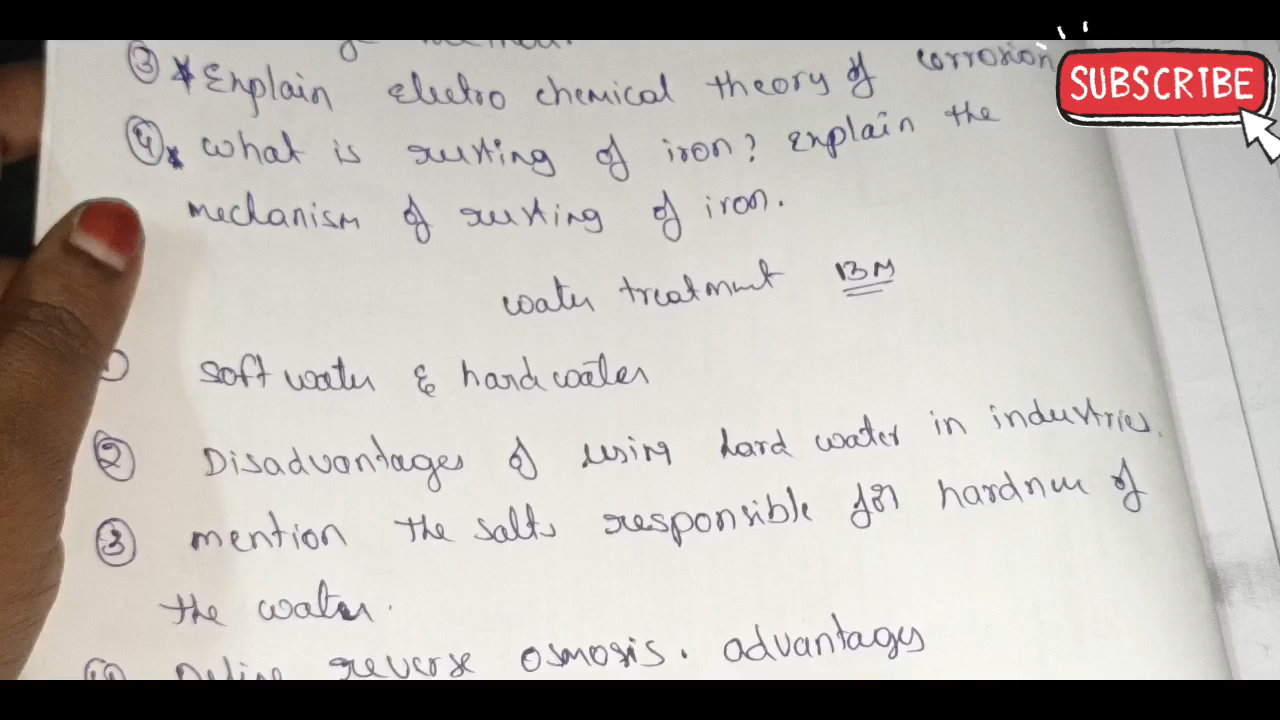 ③ * Explain electro chemical theory of corrosion
④ * what is rusting of iron? explain the
mechanism of rusting of iron.
water treatment 13M
soft water & hard water
② Disadvantages of using hard water in industries.
③ mention the salts responsible for hardness of
the water.
Define reverse osmosis. advantages
SUBSCRIBE